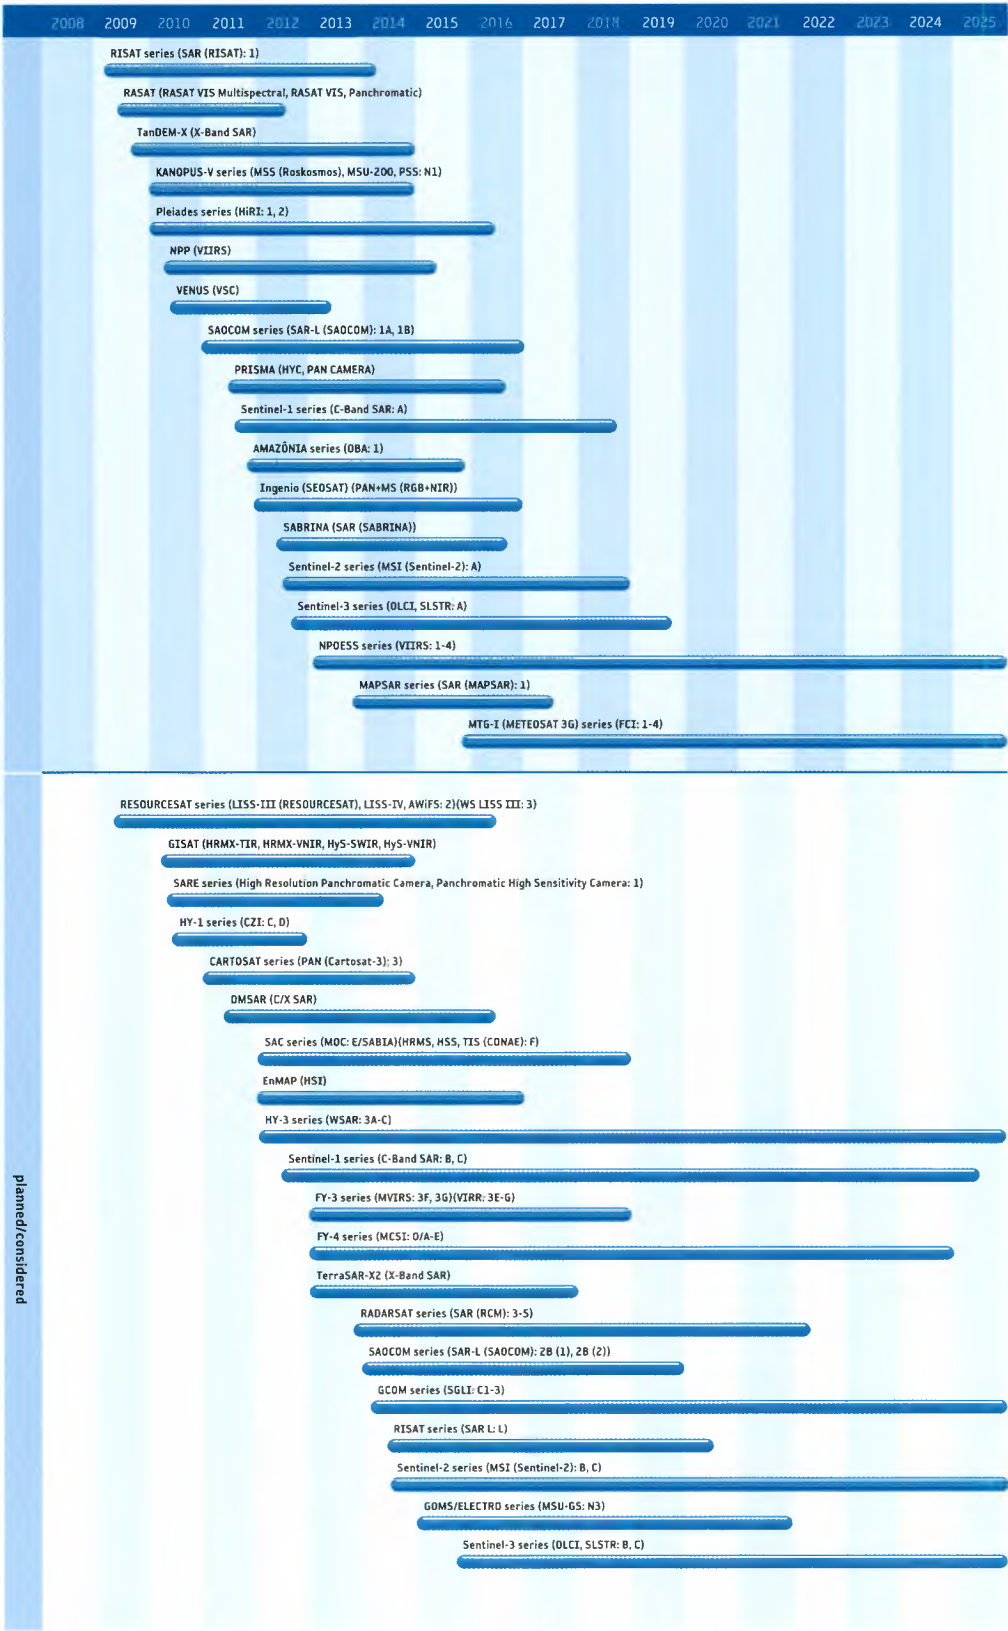 2008 2009 2010 2011 2012 2013 2014 2015 2016 2017 2018 2019 2020 2021 2022 2023 2024 2025
RISAT series (SAR (RISAT): 1)
RASAT (RASAT VIS Multispectral, RASAT VIS, Panchromatic)
TanDEM-X (X-Band SAR)
KANOPUS-V series (MSS (Roskosmos), MSU-200, PSS: N1)
Pleiades series (HiRI: 1, 2)
NPP (VIIRS)
VENUS (VSC)
SAOCOM series (SAR-L (SAOCOM): 1A, 1B)
PRISMA (HYC, PAN CAMERA)
Sentinel-1 series (C-Band SAR: A)
AMAZÔNIA series (OBA: 1)
Ingenio (SEOSAT) (PAN+MS (RGB+NIR))
SABRINA (SAR (SABRINA))
Sentinel-2 series (MSI (Sentinel-2): A)
Sentinel-3 series (OLCI, SLSTR: A)
NPOESS series (VIIRS: 1-4)
MAPSAR series (SAR (MAPSAR): 1)
MTG-I (METEOSAT 3G) series (FCI: 1-4)
planned/considered
RESOURCESAT series (LISS-III (RESOURCESAT), LISS-IV, AWiFS: 2)(WS LISS III: 3)
GISAT (HRMX-TIR, HRMX-VNIR, HyS-SWIR, HyS-VNIR)
SARE series (High Resolution Panchromatic Camera, Panchromatic High Sensitivity Camera: 1)
HY-1 series (CZI: C, D)
CARTOSAT series (PAN (Cartosat-3): 3)
DMSAR (C/X SAR)
SAC series (MOC: E/SABIA)(HRMS, HSS, TIS (CONAE): F)
EnMAP (HSI)
HY-3 series (WSAR: 3A-C)
Sentinel-1 series (C-Band SAR: B, C)
FY-3 series (MVIRS: 3F, 3G)(VIRR: 3E-G)
FY-4 series (MCSI: O/A-E)
TerraSAR-X2 (X-Band SAR)
RADARSAT series (SAR (RCM): 3-5)
SAOCOM series (SAR-L (SAOCOM): 2B (1), 2B (2))
GCOM series (SGLI: C1-3)
RISAT series (SAR L: L)
Sentinel-2 series (MSI (Sentinel-2): B, C)
GOMS/ELECTRO series (MSU-GS: N3)
Sentinel-3 series (OLCI, SLSTR: B, C)